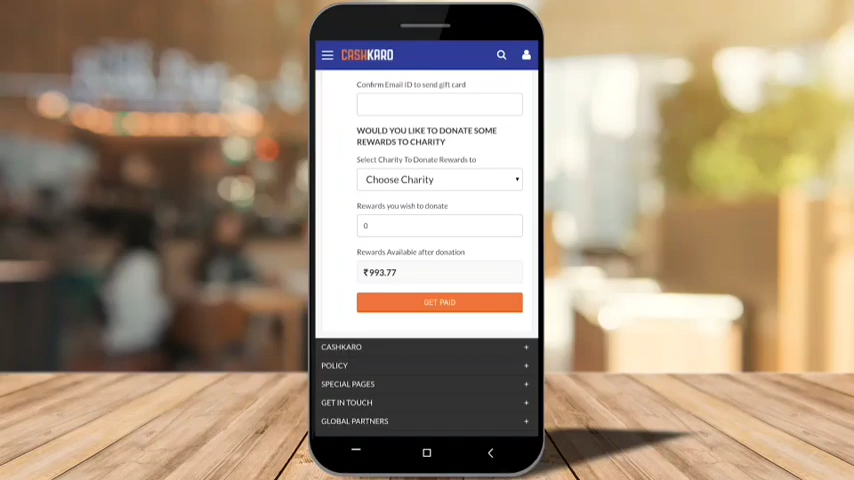 CASHKARO
Confirm Email ID to send gift card
WOULD YOU LIKE TO DONATE SOME
REWARDS TO CHARITY
Select Charity To Donate Rewards to
Choose Charity
Rewards you wish to donate
0
Rewards Available after donation
₹993.77
GET PAID
CASHKARO +
POLICY +
SPECIAL PAGES +
GET IN TOUCH +
GLOBAL PARTNERS +